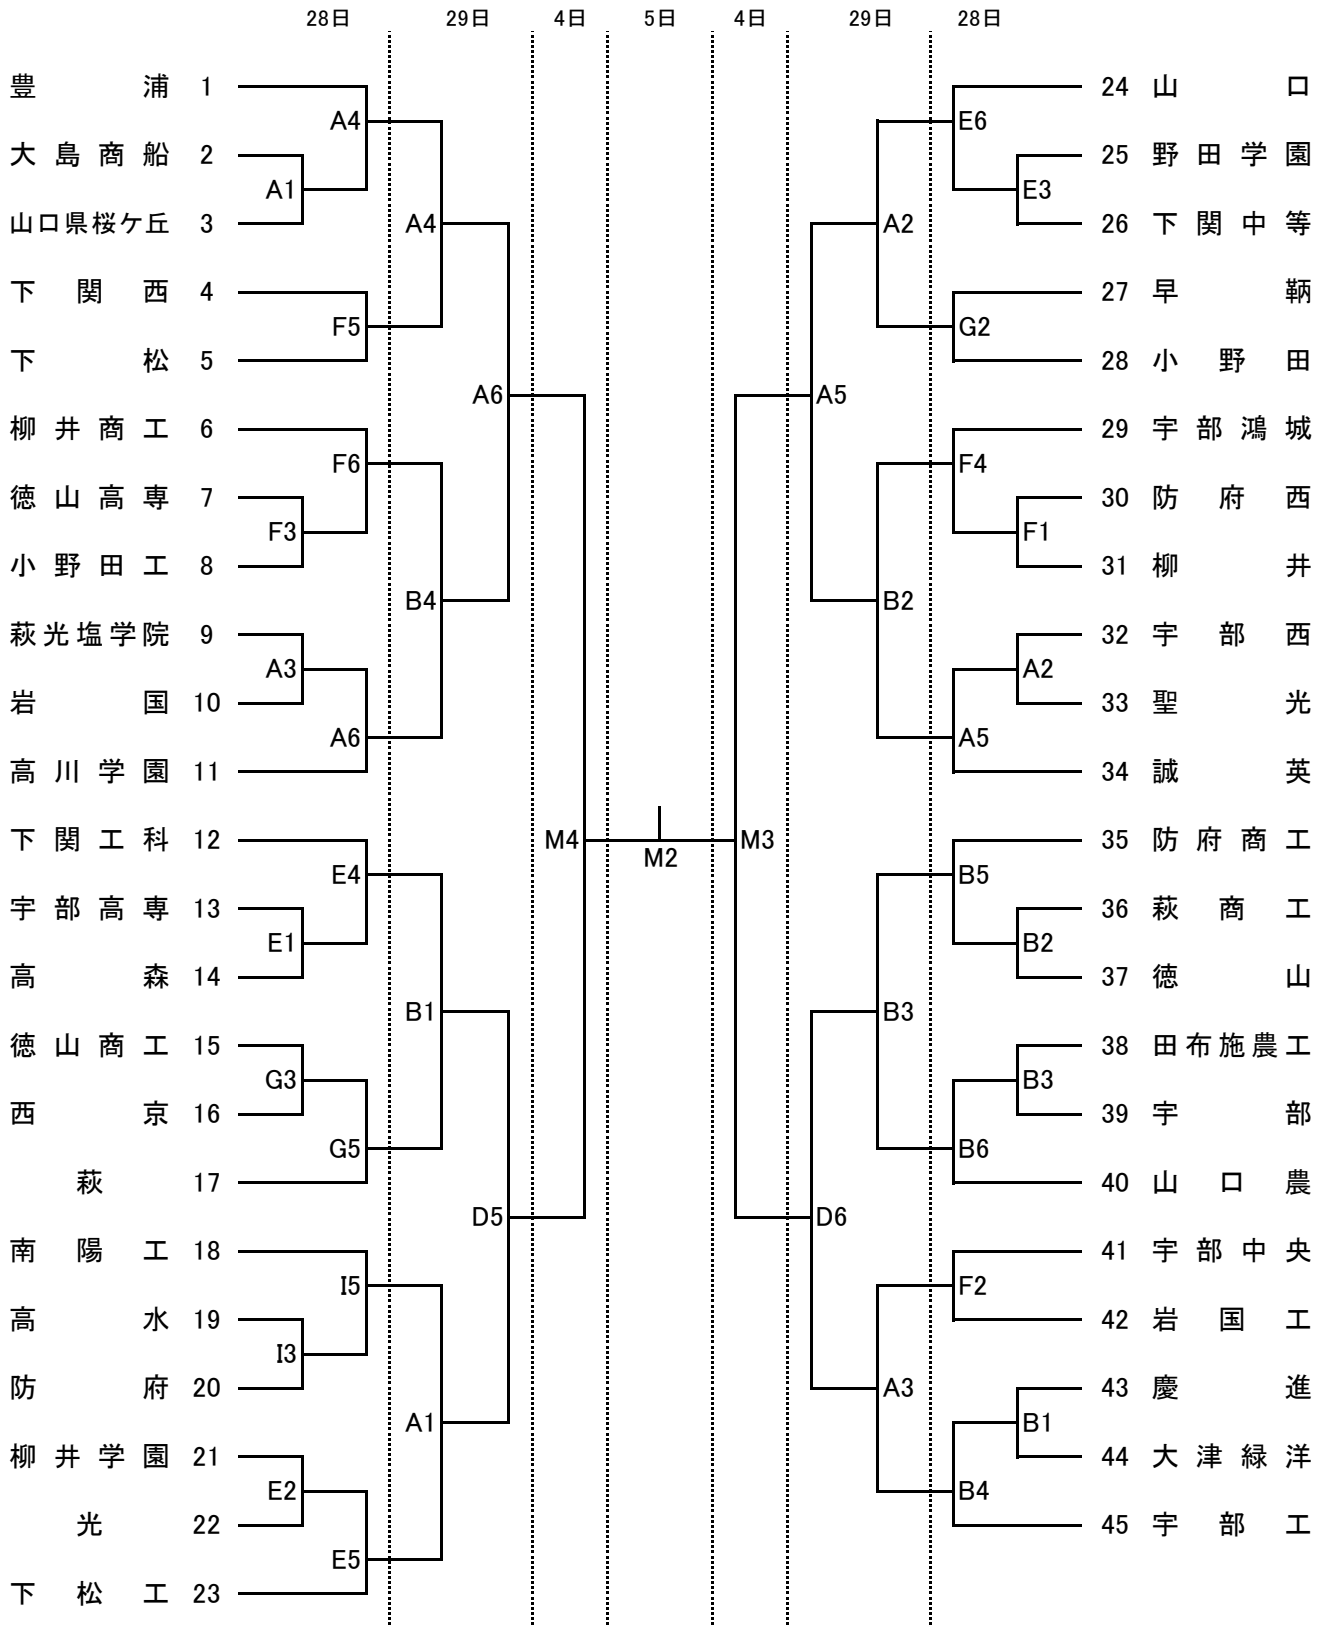 28日 29日 4日 5日 4日 29日 28日
豊浦 1 24 山口
A4 E6
大島商船 2 25 野田学園
A1 E3
山口県桜ケ丘 3 A4 A2 26 下関中等
下関西 4 27 早鞆
F5 G2
下松 5 28 小野田
A6 A5
柳井商工 6 29 宇部鴻城
F6 F4
徳山高専 7 30 防府西
F3 F1
小野田工 8 31 柳井
B4 B2
萩光塩学院 9 32 宇部西
A3 A2
岩国 10 33 聖光
A6 A5
高川学園 11 34 誠英
下関工科 12 M4 M3 35 防府商工
M2
E4 B5
宇部高専 13 36 萩商工
E1 B2
高森 14 37 徳山
B1 B3
徳山商工 15 38 田布施農工
G3 B3
西京 16 39 宇部
G5 B6
萩 17 40 山口農
D5 D6
南陽工 18 41 宇部中央
I5 F2
高水 19 42 岩国工
I3
防府 20 A3 43 慶進
A1 B1
柳井学園 21 44 大津緑洋
E2 B4
光 22 45 宇部工
E5
下松工 23